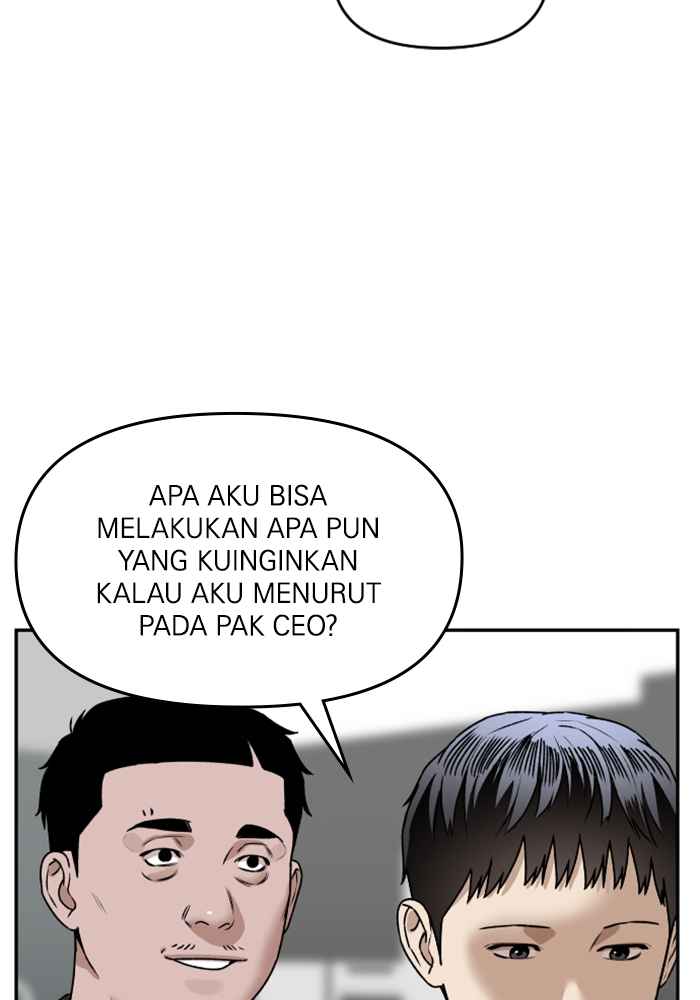 APA AKU BISA
MELAKUKAN APA PUN
YANG KUINGINKAN
KALAU AKU MENURUT
PADA PAK CEO?